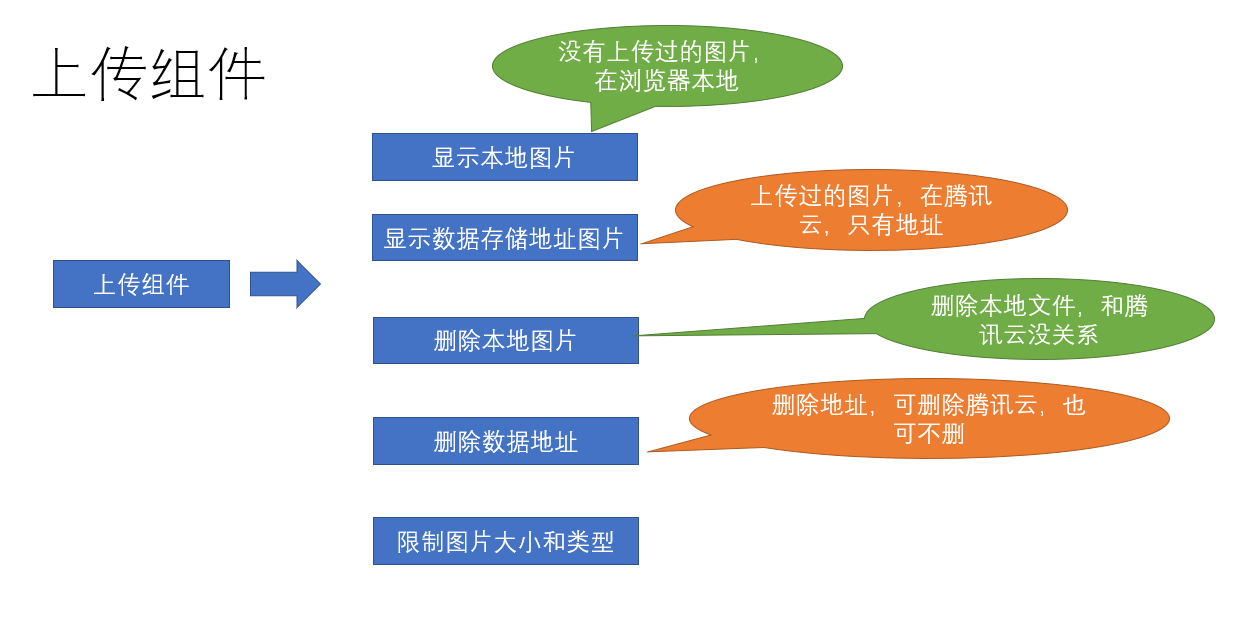 上传组件
没有上传过的图片，
在浏览器本地
显示本地图片
上传过的图片，在腾讯
云，只有地址
显示数据存储地址图片
上传组件
删除本地文件，和腾
讯云没关系
删除本地图片
删除地址，可删除腾讯云，也
可不删
删除数据地址
限制图片大小和类型